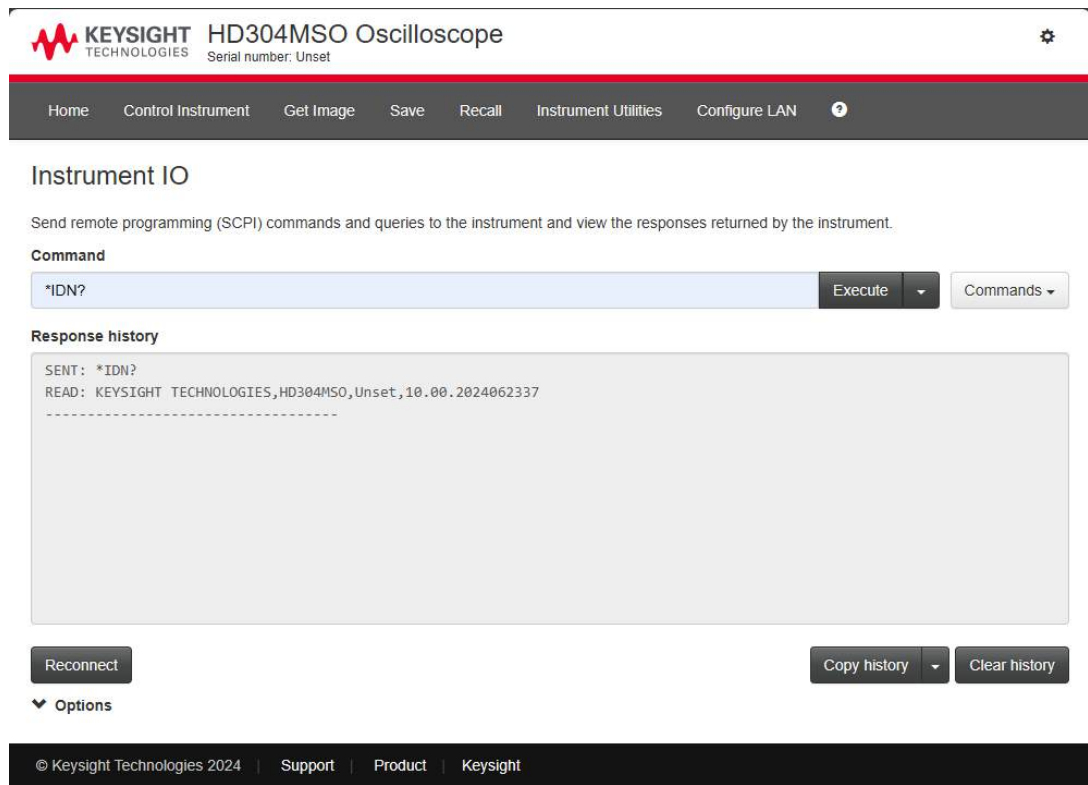 KEYSIGHT
TECHNOLOGIES
HD304MSO Oscilloscope
Serial number: Unset
Home Control Instrument Get Image Save Recall Instrument Utilities Configure LAN ?
Instrument IO
Send remote programming (SCPI) commands and queries to the instrument and view the responses returned by the instrument.
Command
*IDN? Execute Commands
Response history
SENT: *IDN?
READ: KEYSIGHT TECHNOLOGIES,HD304MSO,Unset,10.00.2024062337
-----------------------------------
Reconnect Copy history Clear history
Options
© Keysight Technologies 2024 | Support | Product | Keysight